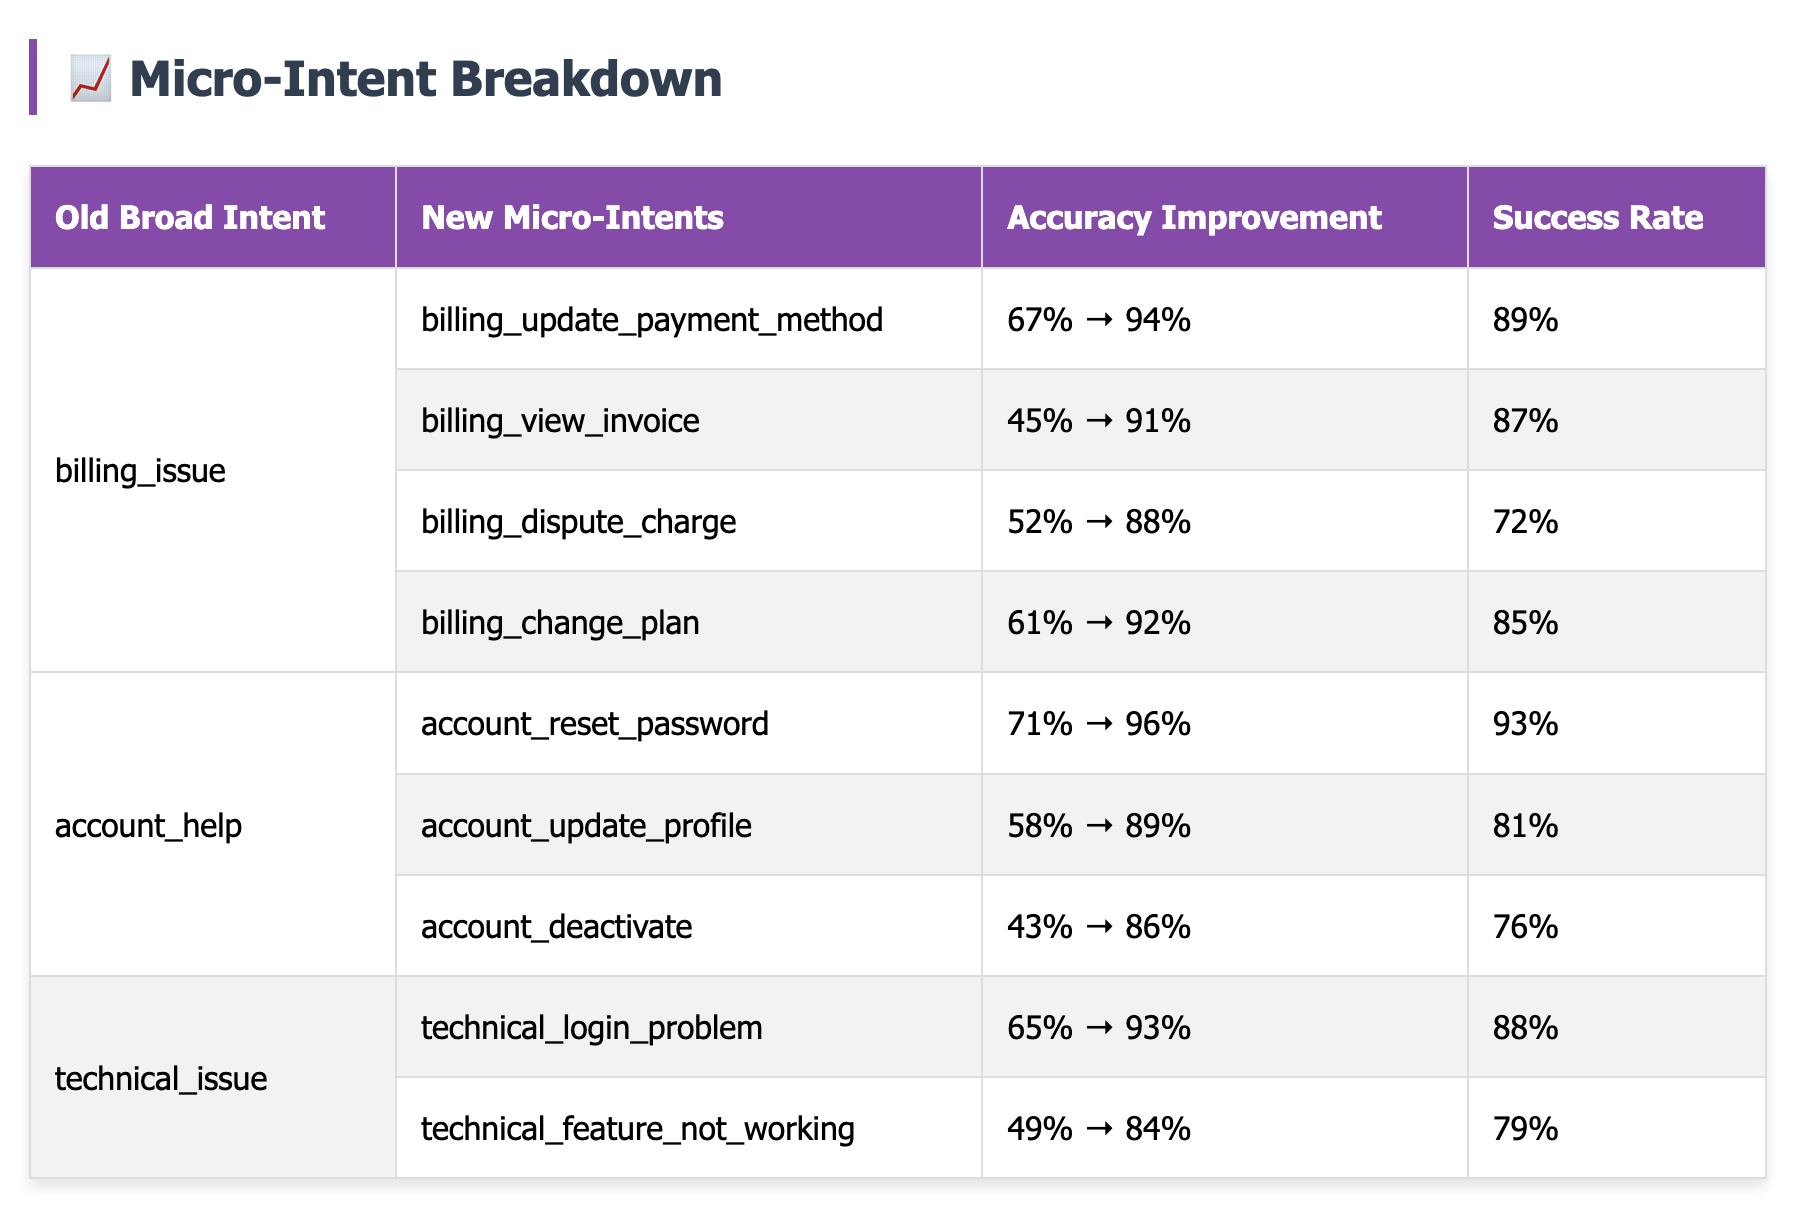 📈 Micro-Intent Breakdown
Old Broad Intent New Micro-Intents Accuracy Improvement Success Rate
billing_issue
billing_update_payment_method 67% → 94% 89%
billing_view_invoice 45% → 91% 87%
billing_dispute_charge 52% → 88% 72%
billing_change_plan 61% → 92% 85%
account_help
account_reset_password 71% → 96% 93%
account_update_profile 58% → 89% 81%
account_deactivate 43% → 86% 76%
technical_issue
technical_login_problem 65% → 93% 88%
technical_feature_not_working 49% → 84% 79%